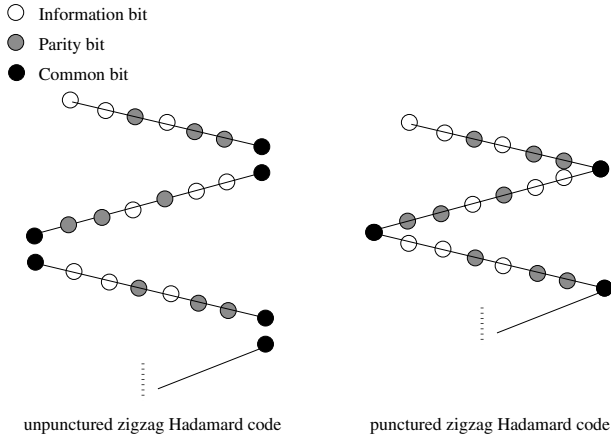 Information bit
Parity bit
Common bit
unpunctured zigzag Hadamard code
punctured zigzag Hadamard code